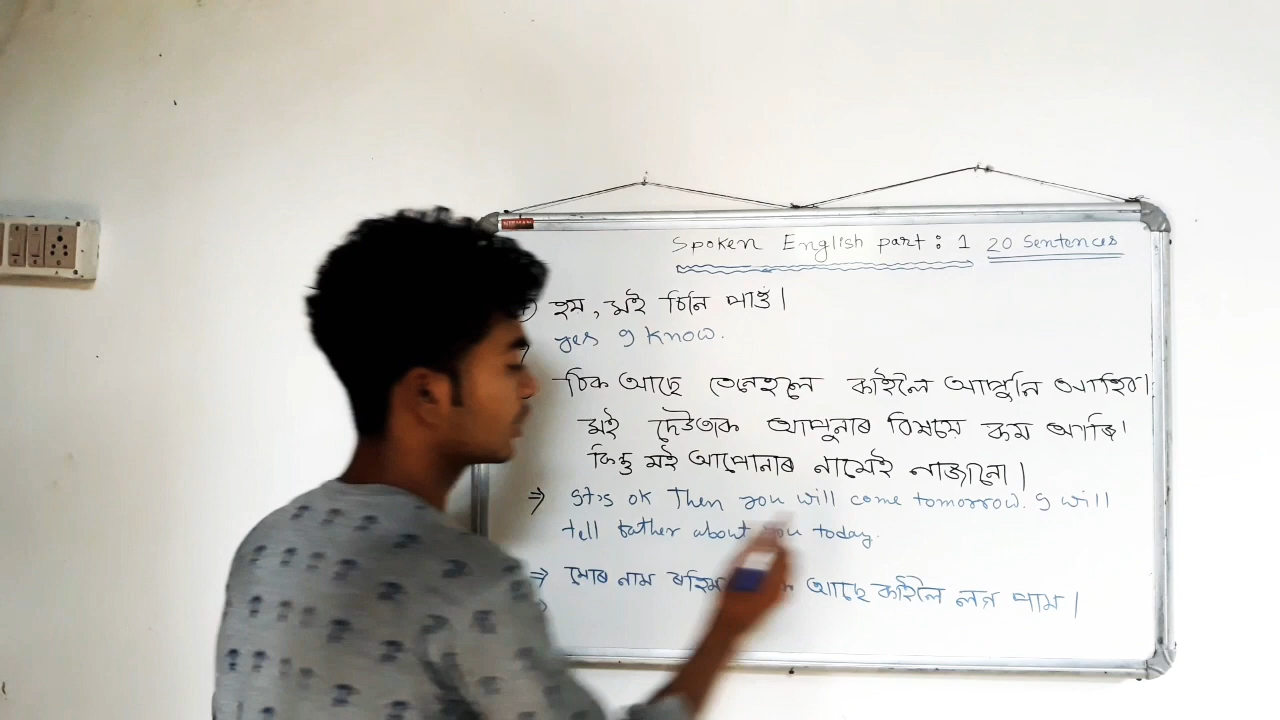 Spoken English part: 1 20 Sentences
হয়, মই চিনি পাওঁ।
yes I know.
ঠিক আছে তেনেহলে কাইলৈ আপুনি আহিব।
মই দেউতাক আপুনাৰ বিষয়ে কম আজি।
কিন্তু মই আপোনাৰ নামেই নাজানো।
⇒ It's ok Then you will come tomorrow. I will
tell father about you today.
⇒ মোৰ নাম ৰহিম আছে কাইলৈ লগ পাম।